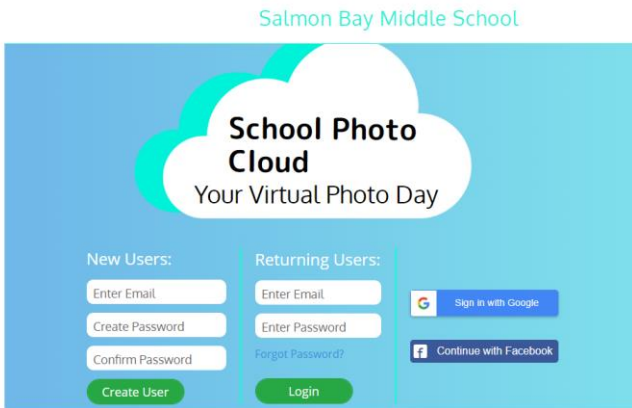 Salmon Bay Middle School
School Photo
Cloud
Your Virtual Photo Day
New Users:
Enter Email
Create Password
Confirm Password
Create User
Returning Users:
Enter Email
Enter Password
Forgot Password?
Login
G Sign in with Google
f Continue with Facebook